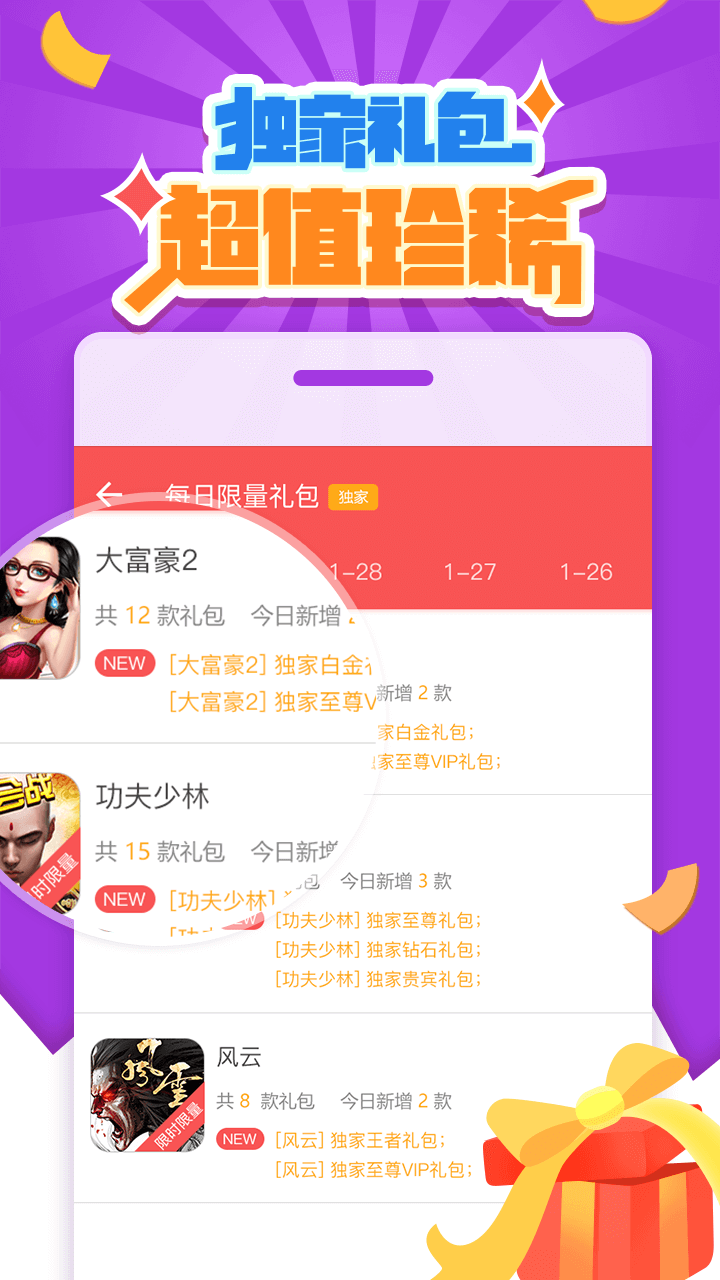 独家礼包
超值珍稀
每日限量礼包 独家
1-28 1-27 1-26
大富豪2
共 12 款礼包 今日新增
NEW [大富豪2] 独家白金
[大富豪2] 独家至尊V
新增 2 款
家白金礼包;
独家至尊VIP礼包;
功夫少林
共 15 款礼包 今日新增
NEW [功夫少林]
时限量
包 今日新增 3 款
[功夫少林] 独家至尊礼包;
[功夫少林] 独家钻石礼包;
[功夫少林] 独家贵宾礼包;
風雲
限时限量
风云
共 8 款礼包 今日新增 2 款
NEW [风云] 独家王者礼包;
[风云] 独家至尊VIP礼包;